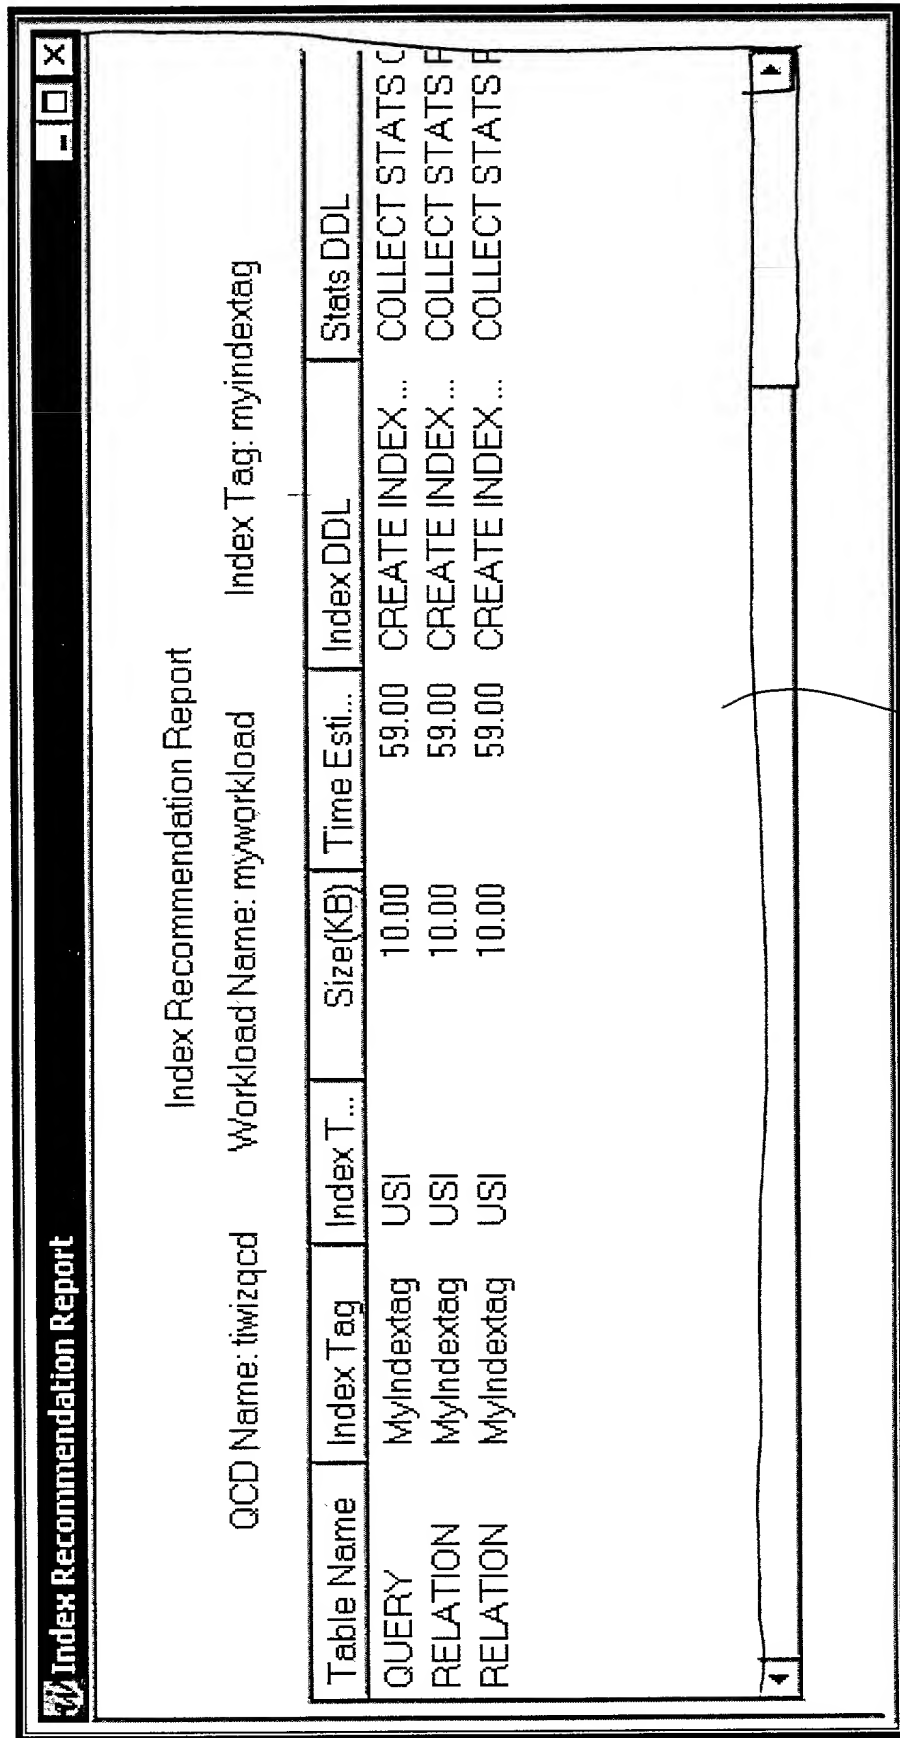 Index Recommendation Report
Index Recommendation Report
QCD Name: tiwizqcd Workload Name: myworkload Index Tag: myindextag
Table Name Index Tag Index T... Size(KB) Time Esti... Index DDL Stats DDL
QUERY MyIndextag USI 10.00 59.00 CREATE INDEX... COLLECT STATS
RELATION MyIndextag USI 10.00 59.00 CREATE INDEX... COLLECT STATS
RELATION MyIndextag USI 10.00 59.00 CREATE INDEX... COLLECT STATS